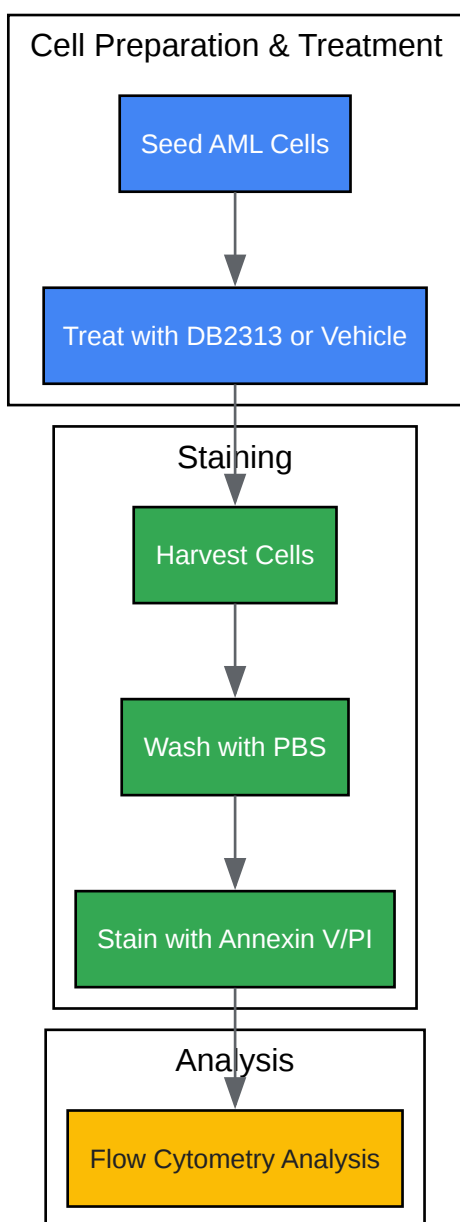 Cell Preparation & Treatment
Seed AML Cells
Treat with DB2313 or Vehicle
Staining
Harvest Cells
Wash with PBS
Stain with Annexin V/PI
Analysis
Flow Cytometry Analysis